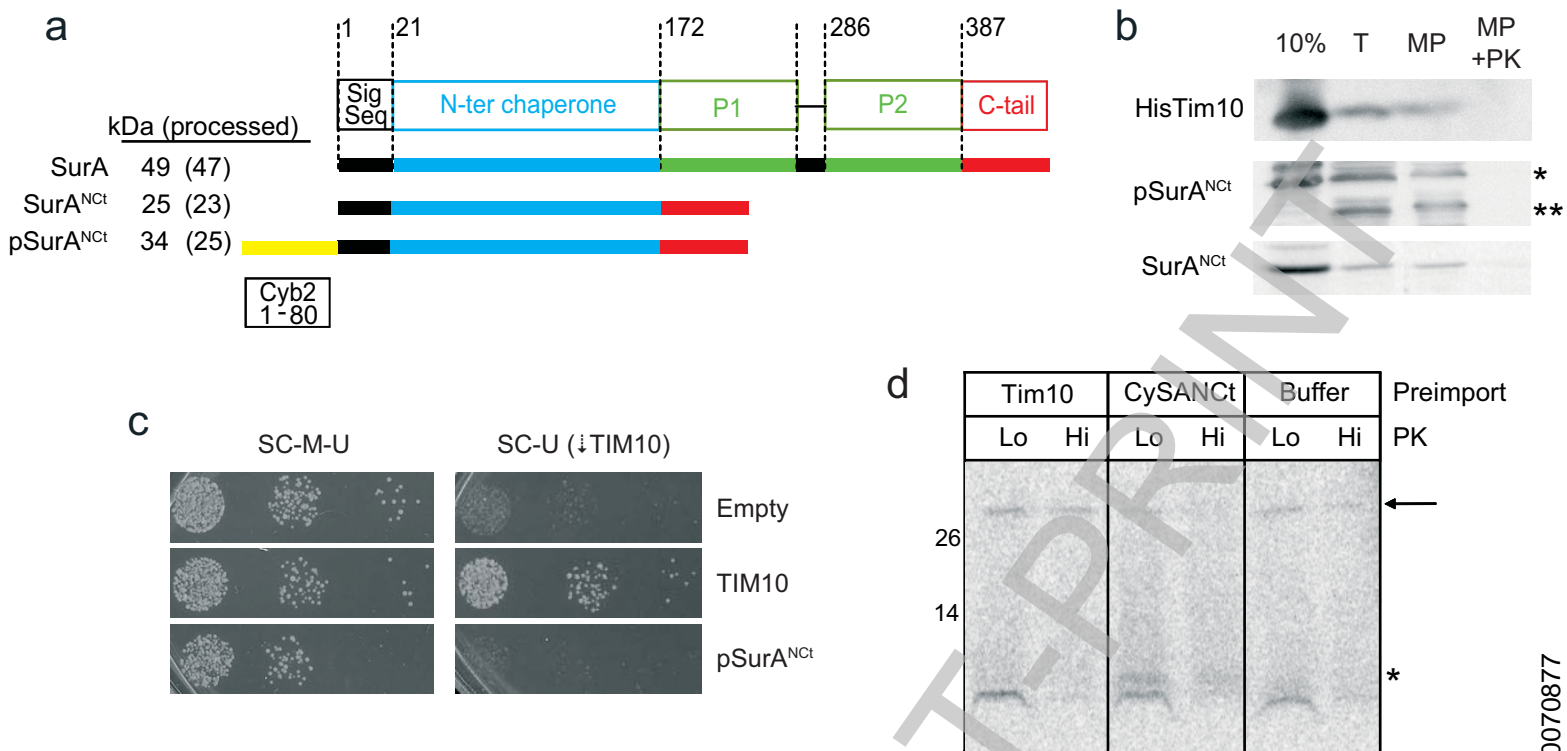 a
1 21 172 286 387
Sig Seq N-ter chaperone P1 P2 C-tail
kDa (processed)
SurA 49 (47)
SurA^NCt 25 (23)
pSurA^NCt 34 (25)
Cyb2
1-80
b
10% T MP MP +PK
HisTim10
pSurA^NCt * **
SurA^NCt
c
SC-M-U SC-U (⇣TIM10)
Empty
TIM10
pSurA^NCt
d
Tim10 CySANCt Buffer Preimport
Lo Hi Lo Hi Lo Hi PK
26
14
*
T-PRINT
0070877